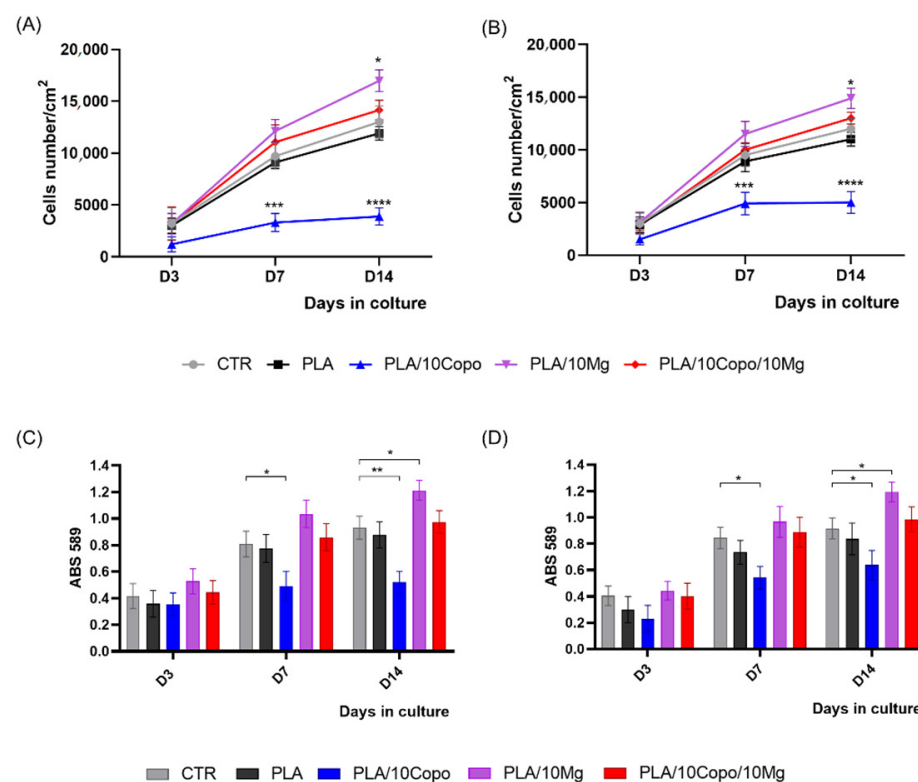 (A)
Cells number/cm²
20,000
15,000
10,000
5000
0
*
***
****
D3 D7 D14
Days in colture
(B)
Cells number/cm²
20,000
15,000
10,000
5000
0
*
***
****
D3 D7 D14
Days in colture
CTR PLA PLA/10Copo PLA/10Mg PLA/10Copo/10Mg
(C)
ABS 589
1.4
1.2
1.0
0.8
0.6
0.4
0.2
0.0
*
*
**
D3 D7 D14
Days in culture
(D)
ABS 589
1.4
1.2
1.0
0.8
0.6
0.4
0.2
0.0
*
*
*
D3 D7 D14
Days in culture
CTR PLA PLA/10Copo PLA/10Mg PLA/10Copo/10Mg